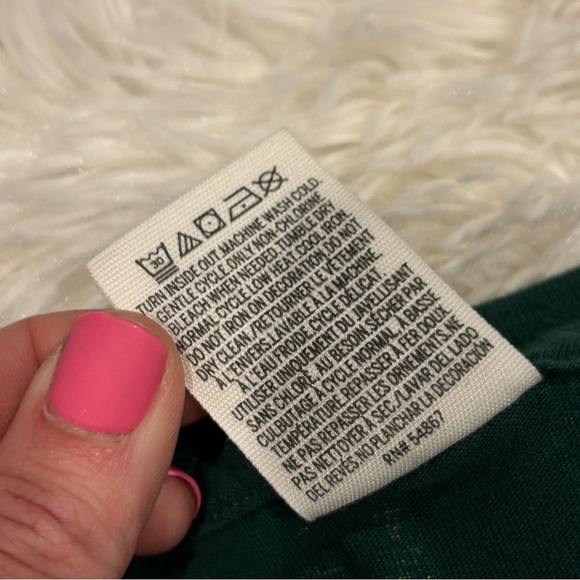 30
TURN INSIDE OUT. MACHINE WASH COLD.
GENTLE CYCLE ONLY NON-CHLORINE
BLEACH WHEN NEEDED TUMBLE DRY
NORMAL CYCLE LOW HEAT COOL IRON.
DO NOT IRON ON DECORATION DO NOT
DRY CLEAN/RETOURNER LE VETEMENT
À L'ENVERS LAVABLE À LA MACHINE
À L'EAU FROIDE CYCLE DÉLICAT
UTILISER UNIQUEMENT DU JAVELLISANT
SANS CHLORE, AU BESOIN SÉCHER PAR
CULBUTAGE À CYCLE NORMAL, À BASSE
TEMPÉRATURE REPASSER À FER DOUX.
NE PAS REPASSER LES ORNEMETS NE
PAS NETTOYER À SEC/LAVAR DEL LADO
DEL REVES. NO PLANCHAR LA DECORACIÓN
RN# 54867